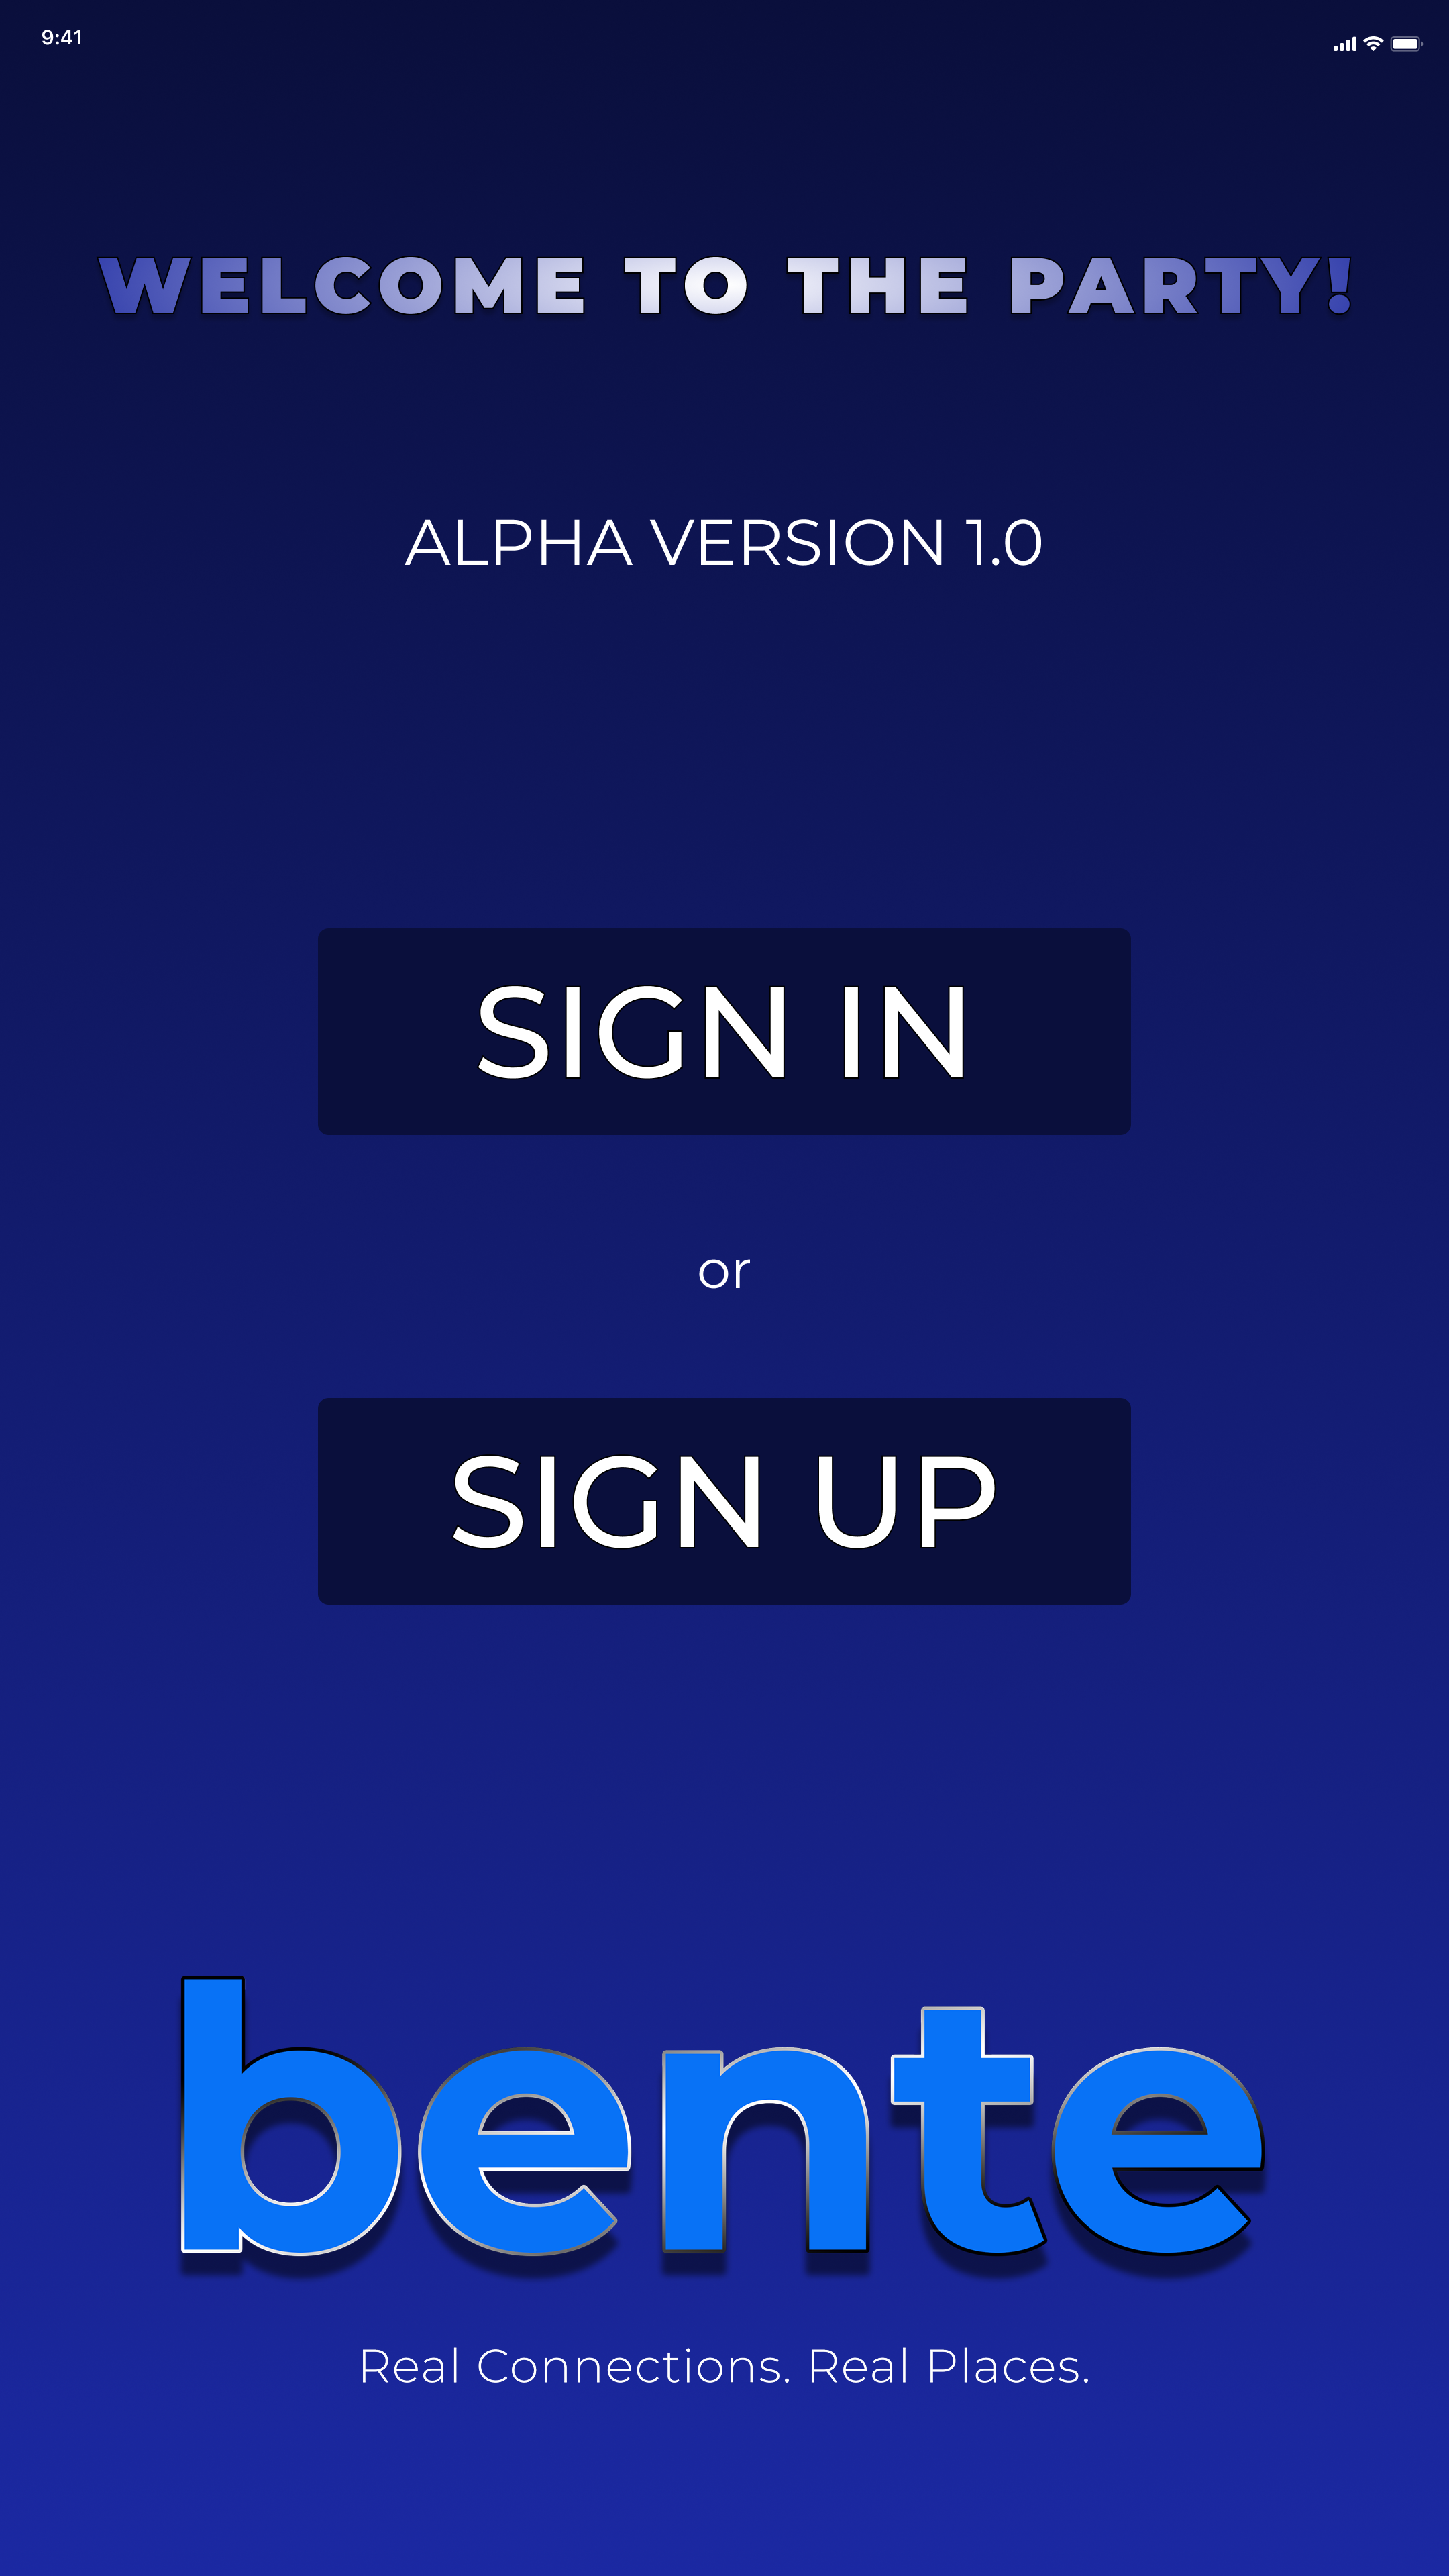 9:41
WELCOME TO THE PARTY!
ALPHA VERSION 1.0
SIGN IN
or
SIGN UP
bente
Real Connections. Real Places.